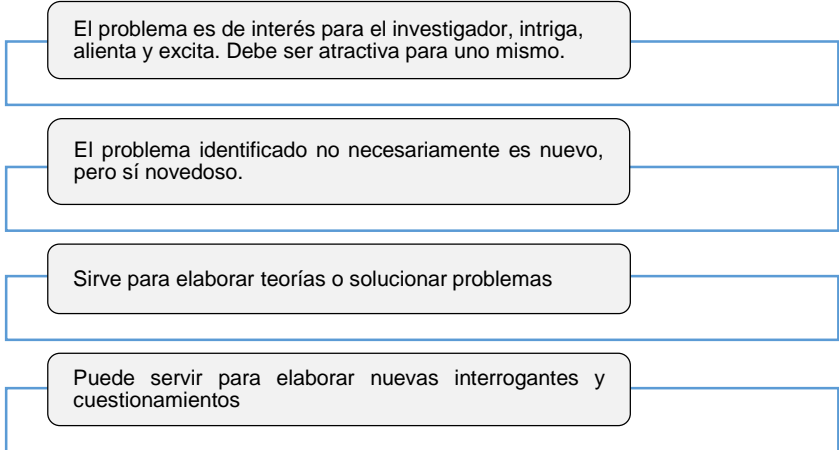 El problema es de interés para el investigador, intriga,
alienta y excita. Debe ser atractiva para uno mismo.
El problema identificado no necesariamente es nuevo,
pero sí novedoso.
Sirve para elaborar teorías o solucionar problemas
Puede servir para elaborar nuevas interrogantes y
cuestionamientos